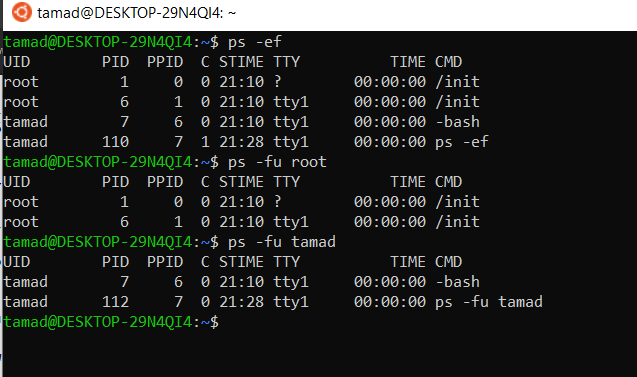 tamad@DESKTOP-29N4QI4: ~
tamad@DESKTOP-29N4QI4:~$ ps -ef
UID        PID  PPID  C STIME TTY          TIME CMD
root         1     0  0 21:10 ?        00:00:00 /init
root         6     1  0 21:10 tty1     00:00:00 /init
tamad        7     6  0 21:10 tty1     00:00:00 -bash
tamad      110     7  1 21:28 tty1     00:00:00 ps -ef
tamad@DESKTOP-29N4QI4:~$ ps -fu root
UID        PID  PPID  C STIME TTY          TIME CMD
root         1     0  0 21:10 ?        00:00:00 /init
root         6     1  0 21:10 tty1     00:00:00 /init
tamad@DESKTOP-29N4QI4:~$ ps -fu tamad
UID        PID  PPID  C STIME TTY          TIME CMD
tamad        7     6  0 21:10 tty1     00:00:00 -bash
tamad      112     7  0 21:28 tty1     00:00:00 ps -fu tamad
tamad@DESKTOP-29N4QI4:~$